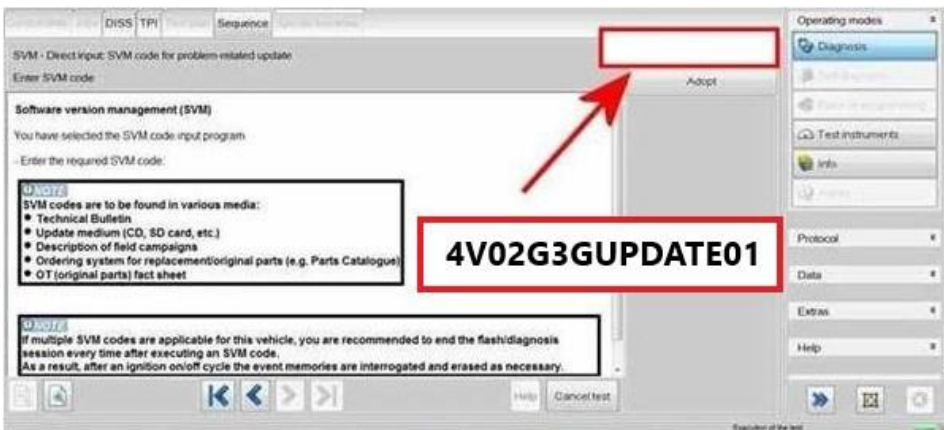 DISS TPI Sequence
Operating modes
Diagnosis
SVM - Direct input: SVM code for problem-related update
Enter SVM code
Adopt
Software version management (SVM)
You have selected the SVM code input program
- Enter the required SVM code:
Test instruments
Info
NOTE
SVM codes are to be found in various media:
• Technical Bulletin
• Update medium (CD, SD card, etc.)
• Description of field campaigns
• Ordering system for replacement/original parts (e.g. Parts Catalogue)
• OT (original parts) fact sheet
4V02G3GUPDATE01
Protocol
Data
Extras
Help
NOTE
If multiple SVM codes are applicable for this vehicle, you are recommended to end the flash/diagnosis
session every time after executing an SVM code.
As a result, after an ignition on/off cycle the event memories are interrogated and erased as necessary.
Help
Cancel test
Execution of the test